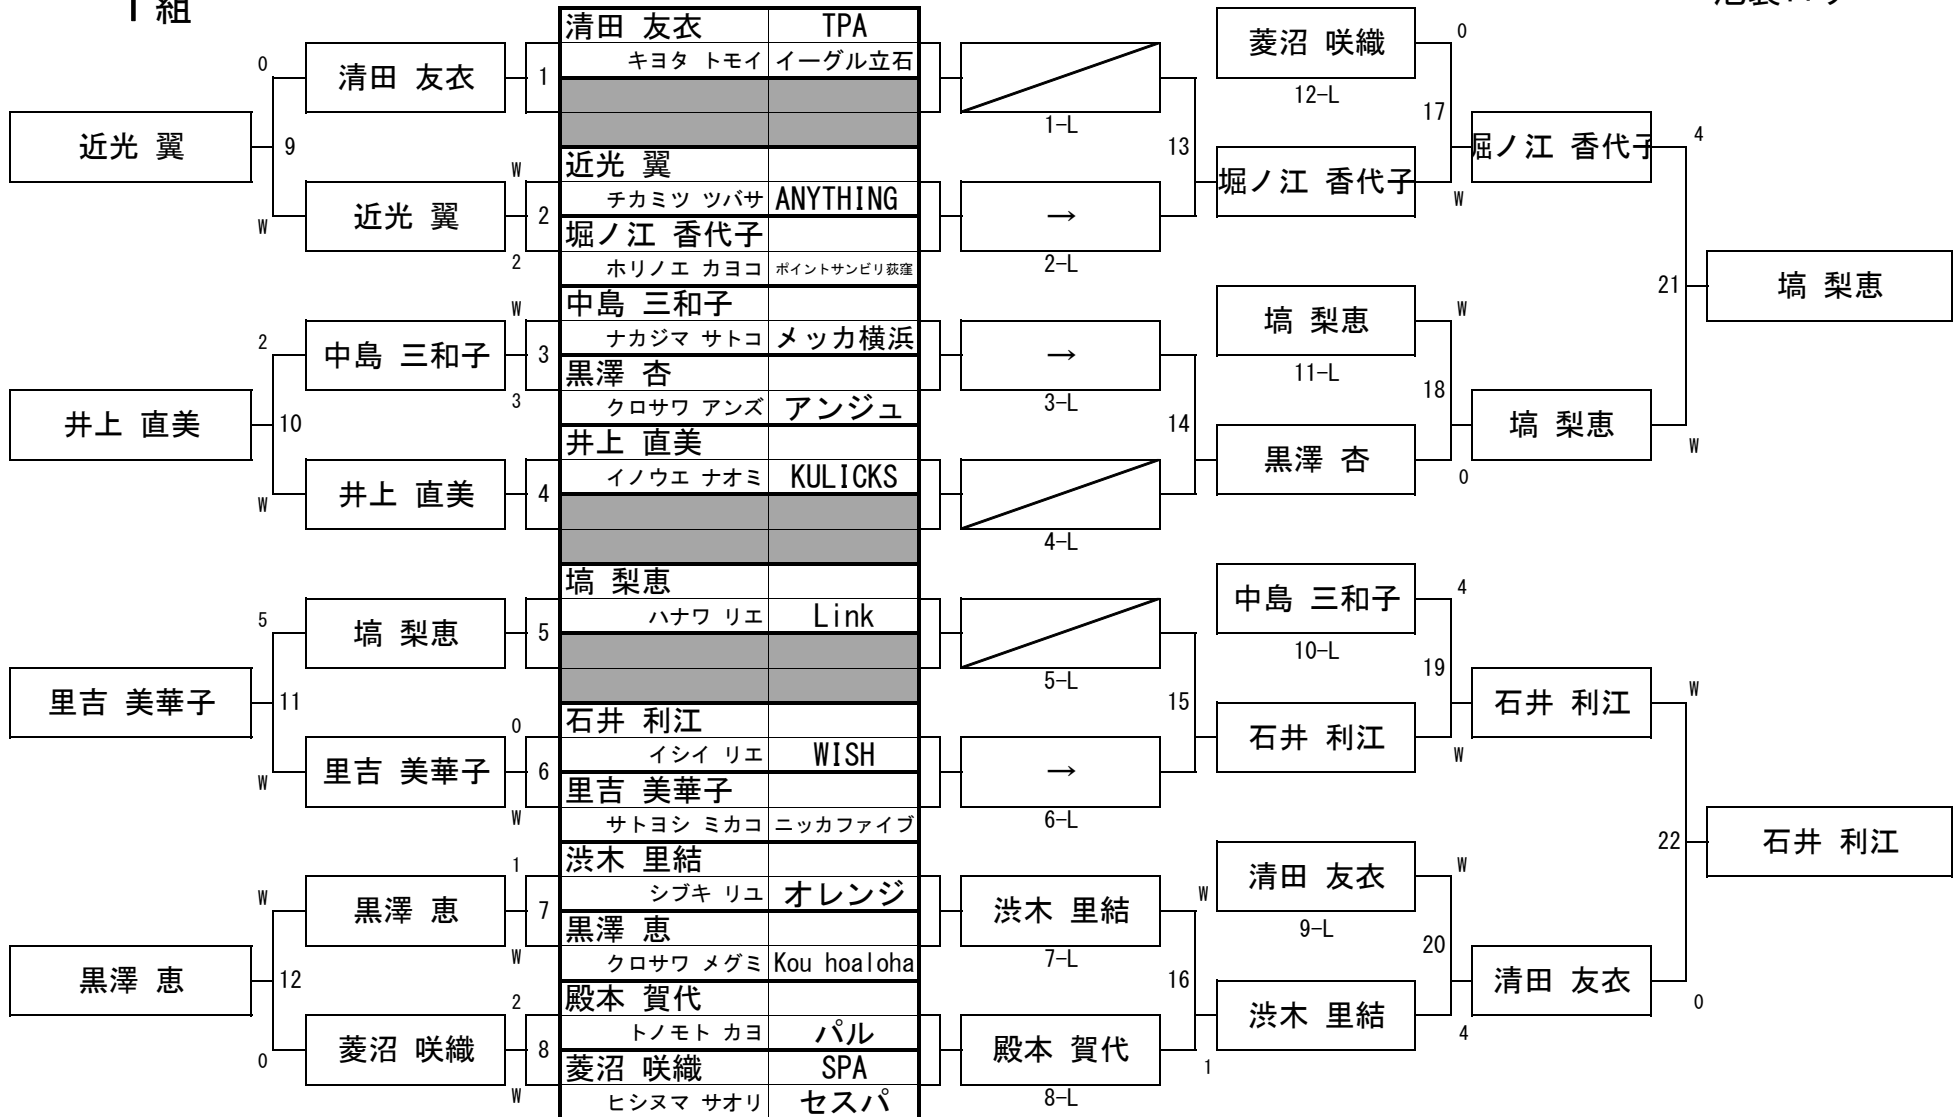 1組
0
清田 友衣
1
近光 翼
9
W
近光 翼
W
2
2
2
中島 三和子
W
3
3
井上 直美
10
W
井上 直美
4
5
塙 梨恵
5
里吉 美華子
11
W
里吉 美華子
0
6
W
W
黒澤 恵
1
7
W
黒澤 恵
12
0
菱沼 咲織
2
8
W
清田 友衣 TPA
キヨタ トモイ イーグル立石
近光 翼
チカミツ ツバサ ANYTHING
堀ノ江 香代子
ホリノエ カヨコ ポイントサンビリ荻窪
中島 三和子
ナカジマ サトコ メッカ横浜
黒澤 杏
クロサワ アンズ アンジュ
井上 直美
イノウエ ナオミ KULICKS
塙 梨恵
ハナワ リエ Link
石井 利江
イシイ リエ WISH
里吉 美華子
サトヨシ ミカコ ニッカファイブ
渋木 里結
シブキ リユ オレンジ
黒澤 恵
クロサワ メグミ Kou hoaloha
殿本 賀代
トノモト カヨ パル
菱沼 咲織 SPA
ヒシヌマ サオリ セスパ
1-L
→
2-L
13
→
3-L
4-L
14
5-L
→
6-L
15
渋木 里結
7-L
W
殿本 賀代
8-L
1
16
菱沼 咲織
12-L
0
堀ノ江 香代子
W
17
塙 梨恵
11-L
W
黒澤 杏
0
18
中島 三和子
10-L
4
石井 利江
W
19
清田 友衣
9-L
W
渋木 里結
4
20
堀ノ江 香代子
4
塙 梨恵
W
21
塙 梨恵
石井 利江
W
清田 友衣
0
22
石井 利江